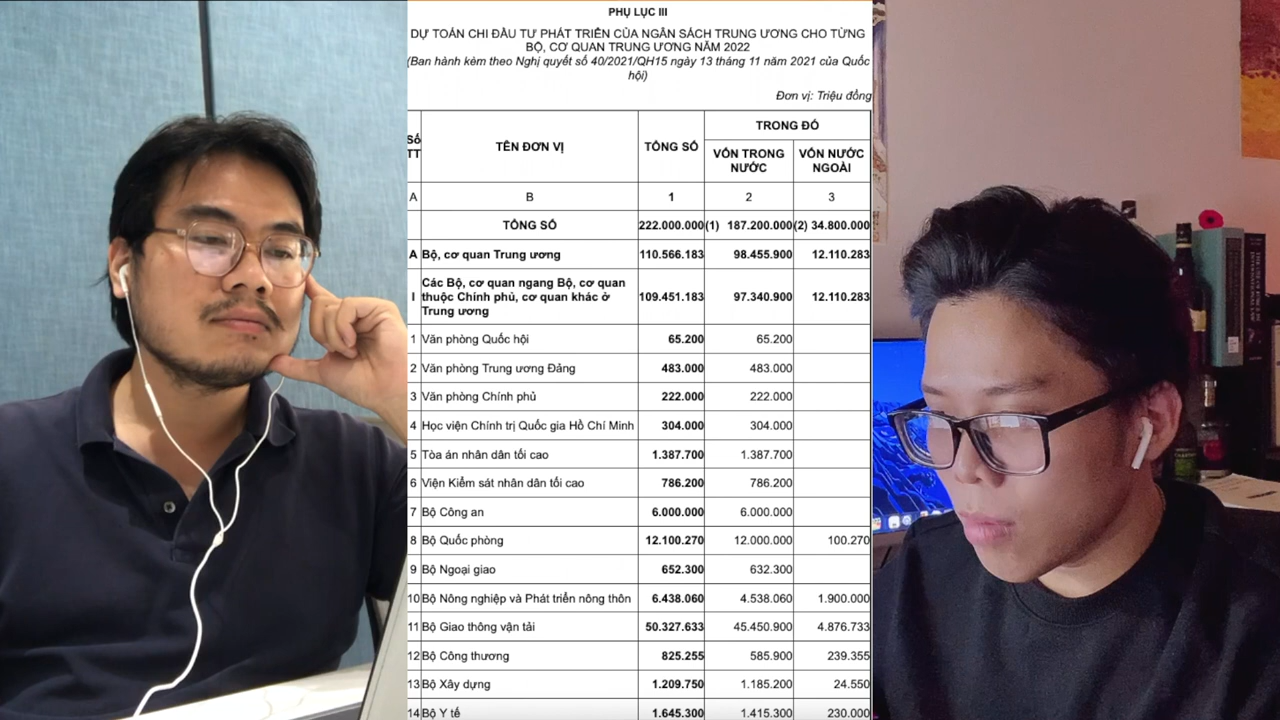 PHỤ LỤC III
DỰ TOÁN CHI ĐẦU TƯ PHÁT TRIỂN CỦA NGÂN SÁCH TRUNG ƯƠNG CHO TỪNG
BỘ, CƠ QUAN TRUNG ƯƠNG NĂM 2022
(Ban hành kèm theo Nghị quyết số 40/2021/QH15 ngày 13 tháng 11 năm 2021 của Quốc
hội)
Đơn vị: Triệu đồng
Số
TT
TÊN ĐƠN VỊ
TỔNG SỐ
TRONG ĐÓ
VỐN TRONG
NƯỚC
VỐN NƯỚC
NGOÀI
A B 1 2 3
TỔNG SỐ 222.000.000 (1) 187.200.000 (2) 34.800.000
A Bộ, cơ quan Trung ương 110.566.183 98.455.900 12.110.283
I Các Bộ, cơ quan ngang Bộ, cơ quan
thuộc Chính phủ, cơ quan khác ở
Trung ương
109.451.183 97.340.900 12.110.283
1 Văn phòng Quốc hội 65.200 65.200
2 Văn phòng Trung ương Đảng 483.000 483.000
3 Văn phòng Chính phủ 222.000 222.000
4 Học viện Chính trị Quốc gia Hồ Chí Minh 304.000 304.000
5 Tòa án nhân dân tối cao 1.387.700 1.387.700
6 Viện Kiểm sát nhân dân tối cao 786.200 786.200
7 Bộ Công an 6.000.000 6.000.000
8 Bộ Quốc phòng 12.100.270 12.000.000 100.270
9 Bộ Ngoại giao 652.300 632.300
10 Bộ Nông nghiệp và Phát triển nông thôn 6.438.060 4.538.060 1.900.000
11 Bộ Giao thông vận tải 50.327.633 45.450.900 4.876.733
12 Bộ Công thương 825.255 585.900 239.355
13 Bộ Xây dựng 1.209.750 1.185.200 24.550
14 Bộ Y tế 1.645.300 1.415.300 230.000